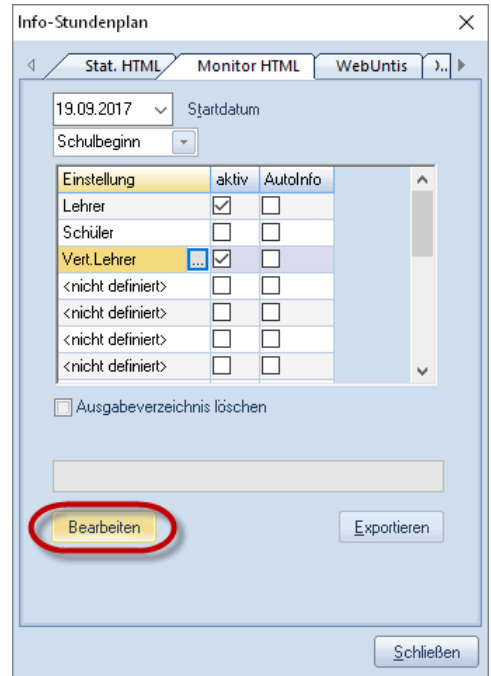 Info-Stundenplan
Stat. HTML Monitor HTML WebUntis
19.09.2017 Startdatum
Schulbeginn
Einstellung aktiv AutoInfo
Lehrer
Schüler
Vert.Lehrer ...
<nicht definiert>
<nicht definiert>
<nicht definiert>
<nicht definiert>
Ausgabeverzeichnis löschen
Bearbeiten Exportieren
Schließen